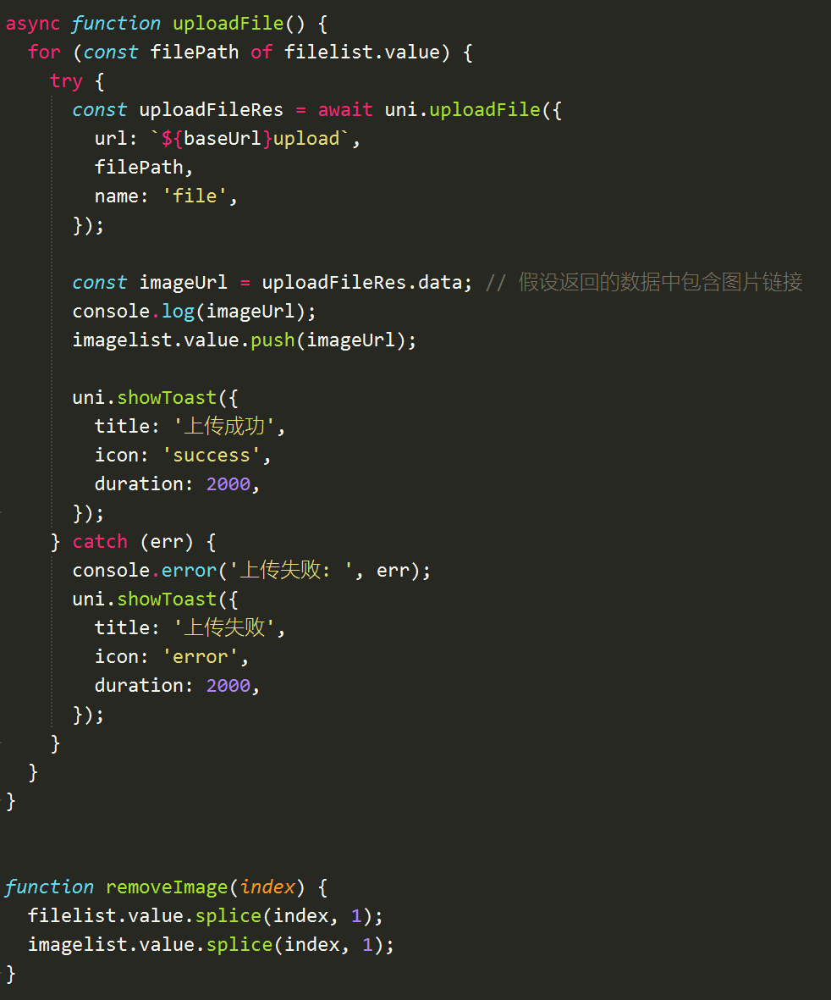 async function uploadFile() {
  for (const filePath of filelist.value) {
    try {
      const uploadFileRes = await uni.uploadFile({
        url: `${baseUrl}upload`,
        filePath,
        name: 'file',
      });

      const imageUrl = uploadFileRes.data; // 假设返回的数据中包含图片链接
      console.log(imageUrl);
      imagelist.value.push(imageUrl);

      uni.showToast({
        title: '上传成功',
        icon: 'success',
        duration: 2000,
      });
    } catch (err) {
      console.error('上传失败: ', err);
      uni.showToast({
        title: '上传失败',
        icon: 'error',
        duration: 2000,
      });
    }
  }
}


function removeImage(index) {
  filelist.value.splice(index, 1);
  imagelist.value.splice(index, 1);
}